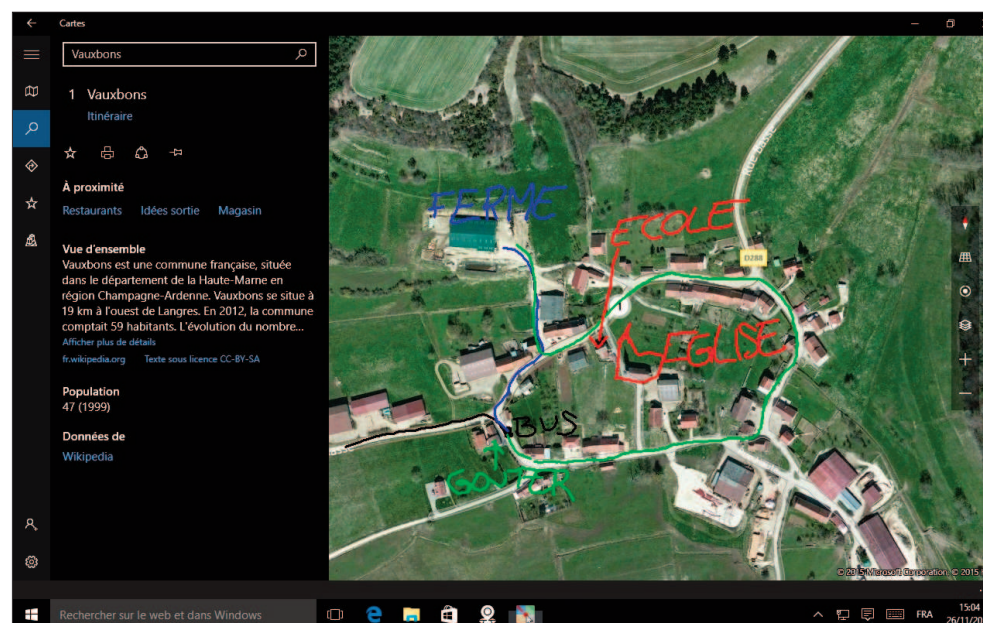 Cartes
Vauxbons
1 Vauxbons
Itinéraire
À proximité
Restaurants Idées sortie Magasin
Vue d'ensemble
Vauxbons est une commune française, située
dans le département de la Haute-Marne en
région Champagne-Ardenne. Vauxbons se situe à
19 km à l'ouest de Langres. En 2012, la commune
comptait 59 habitants. L'évolution du nombre...
Afficher plus de détails
fr.wikipedia.org Texte sous licence CC-BY-SA
Population
47 (1999)
Données de
Wikipedia
FERME
ECOLE
D288
1
EGLISE
BUS
GOUTER
© 2015 Microsoft Corporation, © 2015
Rechercher sur le web et dans Windows
FRA
15:04
26/11/20